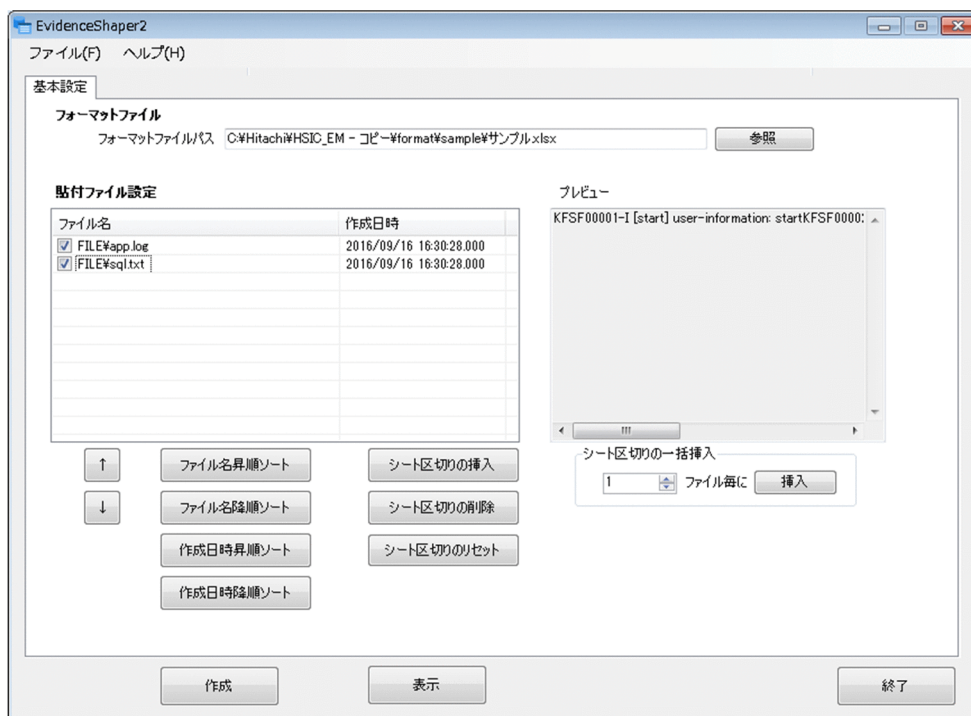 EvidenceShaper2
ファイル(F) ヘルプ(H)
基本設定
フォーマットファイル
フォーマットファイルパス C:¥Hitachi¥HSIC_EM - コピー¥format¥sample¥サンプル.xlsx 参照
貼付ファイル設定
ファイル名 作成日時
FILE¥app.log 2016/09/16 16:30:28.000
FILE¥sql.txt 2016/09/16 16:30:28.000
プレビュー
KFSF00001-I [start] user-information: startKFSF0000
↑ ファイル名昇順ソート シート区切りの挿入
↓ ファイル名降順ソート シート区切りの削除
作成日時昇順ソート シート区切りのリセット
作成日時降順ソート
シート区切りの一括挿入
1 ファイル毎に 挿入
作成 表示 終了